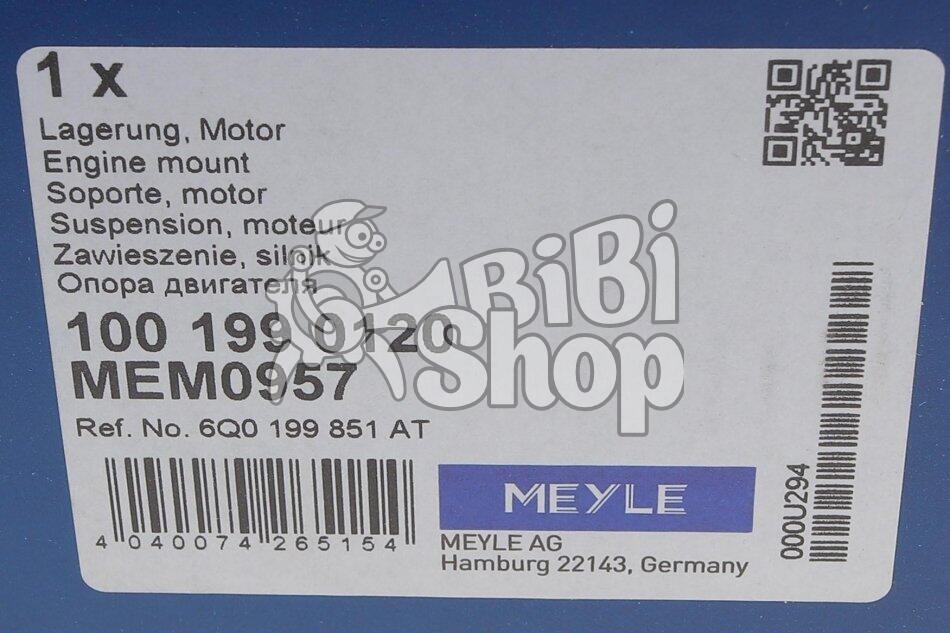 1 x
Lagerung, Motor
Engine mount
Soporte, motor
Suspension, moteur
Zawieszenie, silnik
Опора двигателя
100 199 0120
MEM0957
Ref. No. 6Q0 199 851 AT
4 040074 265154
MEYLE
MEYLE AG
Hamburg 22143, Germany
000U294
BiBi
Shop